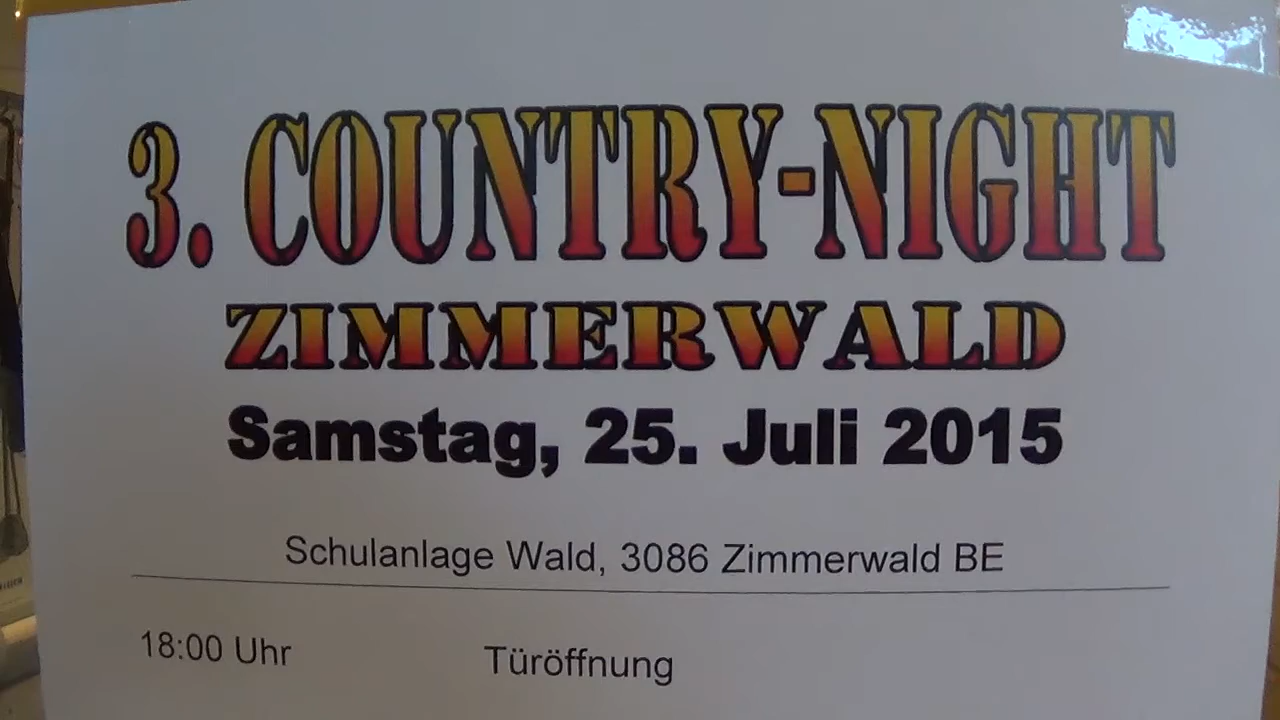 3. COUNTRY-NIGHT
ZIMMERWALD
Samstag, 25. Juli 2015
Schulanlage Wald, 3086 Zimmerwald BE
18:00 Uhr Türöffnung